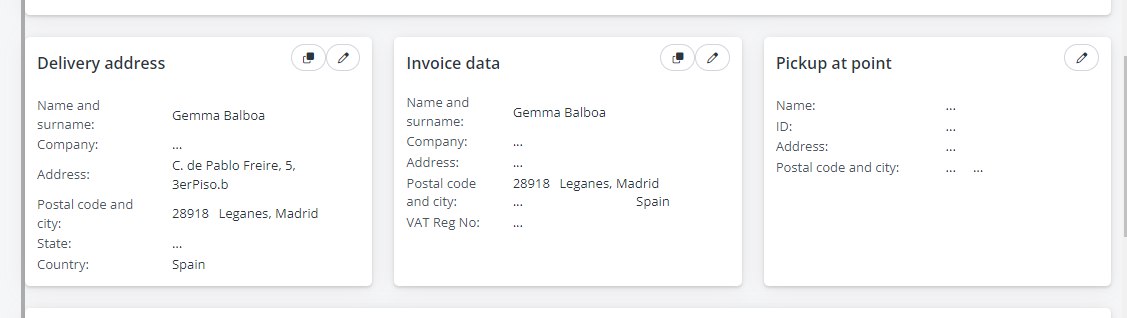 Delivery address
Name and surname: Gemma Balboa
Company: ...
Address: C. de Pablo Freire, 5, 3erPiso.b
Postal code and city: 28918 Leganes, Madrid
State: ...
Country: Spain
Invoice data
Name and surname: Gemma Balboa
Company: ...
Address: ...
Postal code and city: 28918 Leganes, Madrid
... Spain
VAT Reg No: ...
Pickup at point
Name: ...
ID: ...
Address: ...
Postal code and city: ... ...